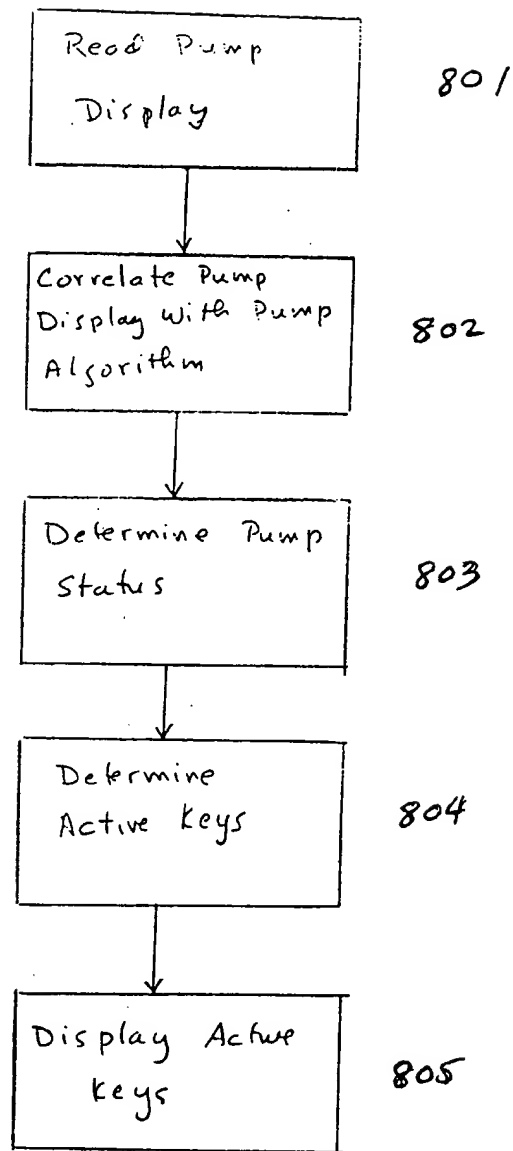 Read Pump
Display
801
Correlate Pump
Display with Pump
Algorithm
802
Determine Pump
Status
803
Determine
Active Keys
804
Display Active
Keys
805